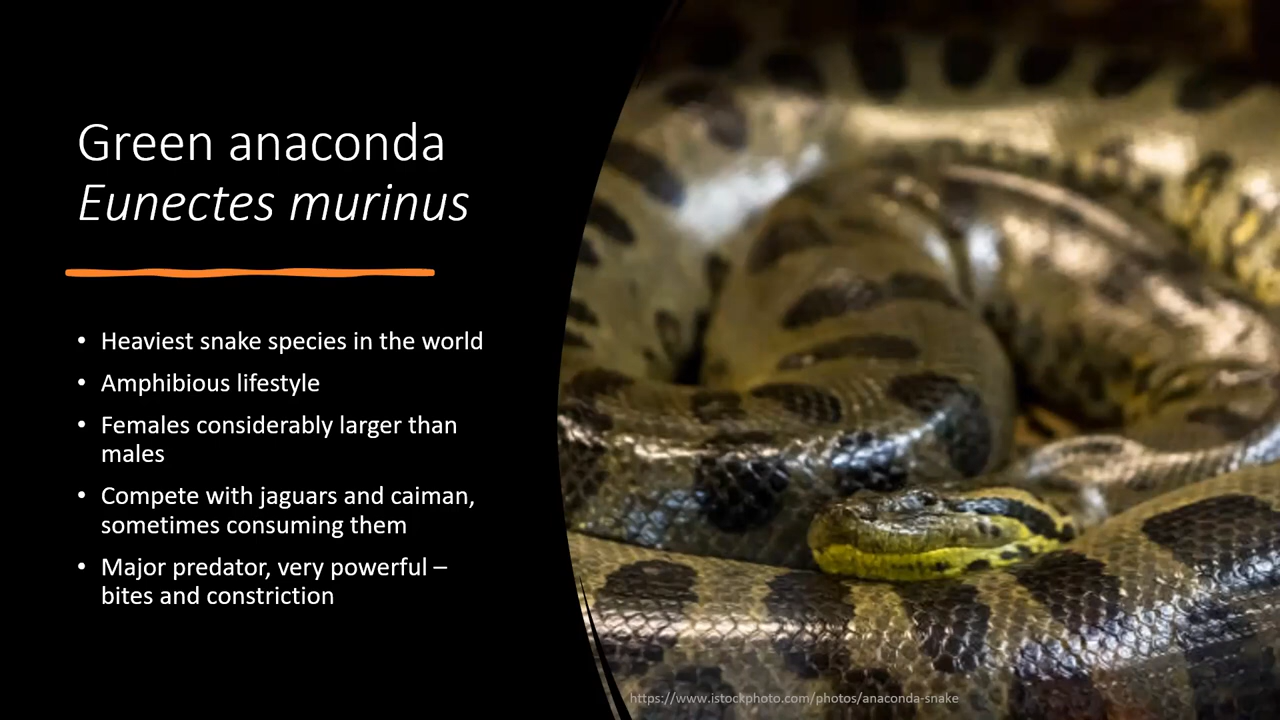 Green anaconda
Eunectes murinus
• Heaviest snake species in the world
• Amphibious lifestyle
• Females considerably larger than
males
• Compete with jaguars and caiman,
sometimes consuming them
• Major predator, very powerful –
bites and constriction
https://www.istockphoto.com/photos/anaconda-snake